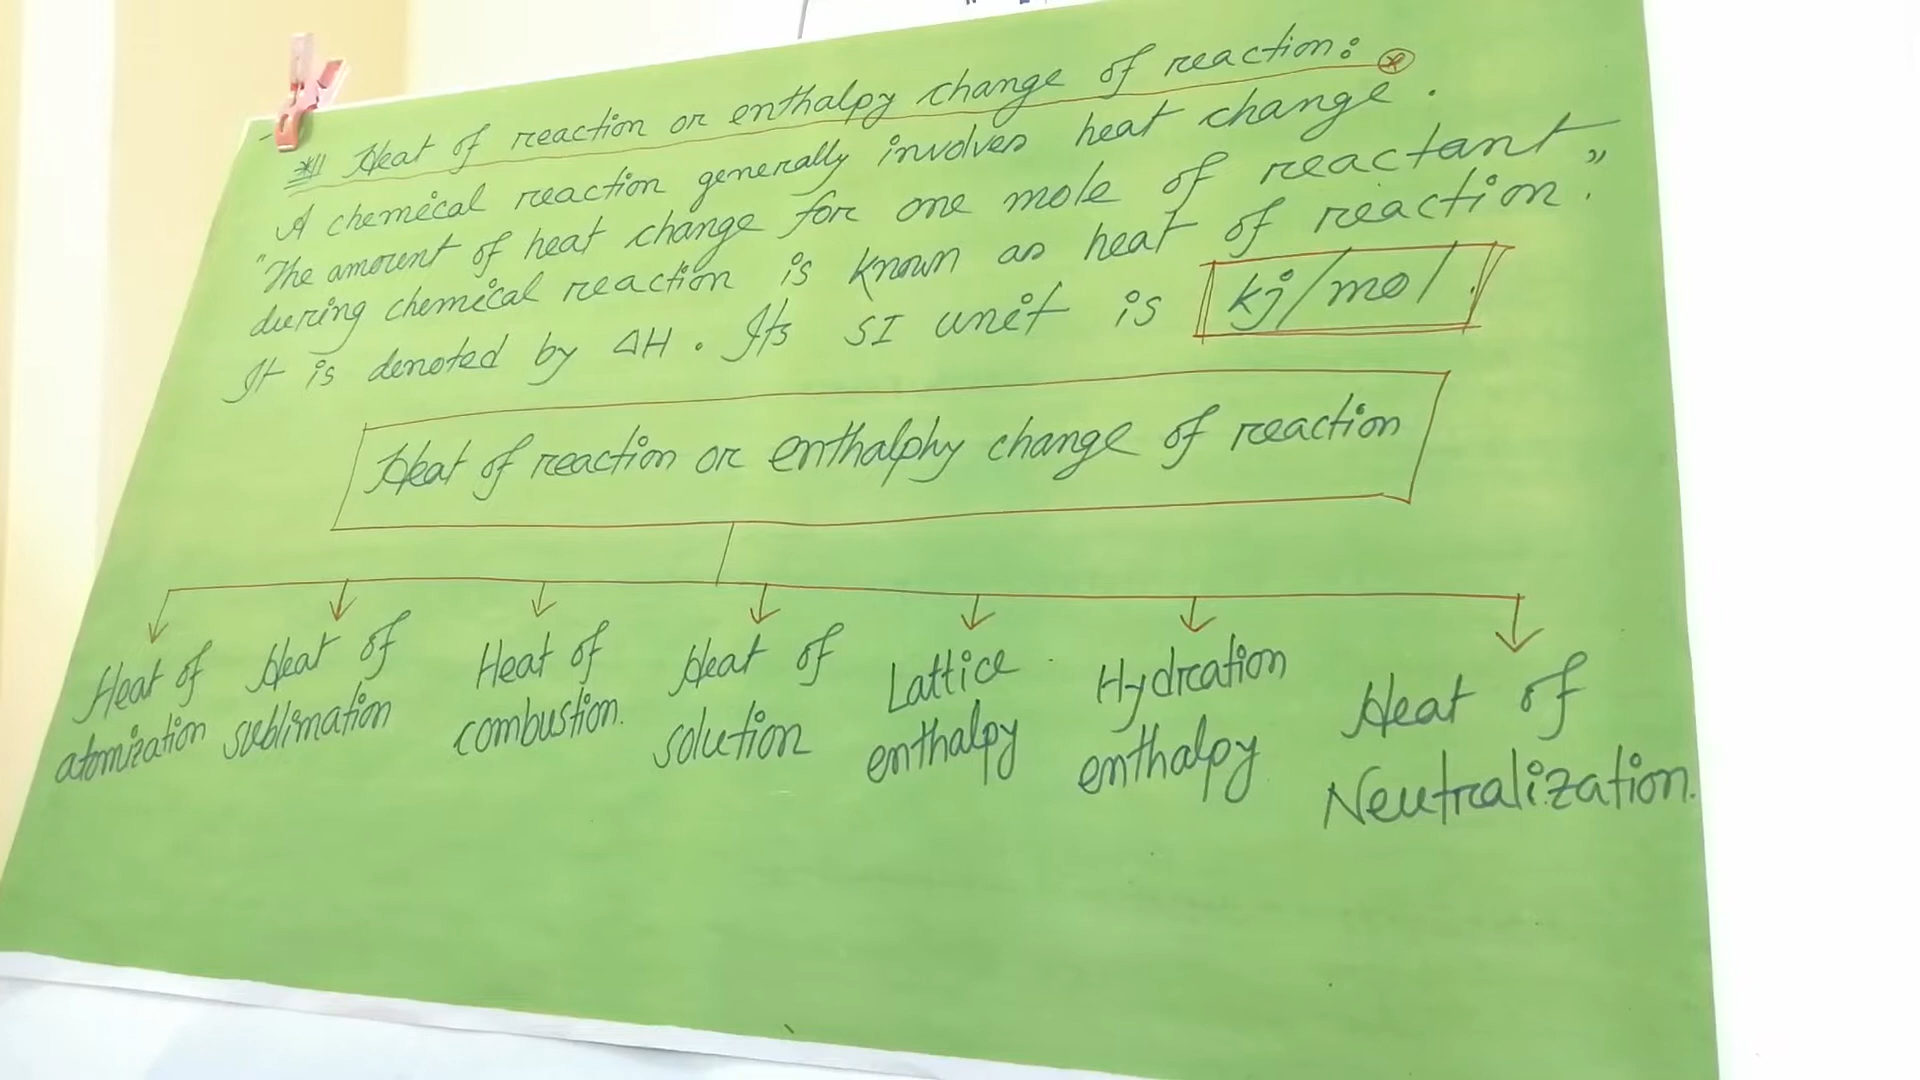 Heat of reaction or enthalpy change of reaction:
A chemical reaction generally involves heat change.
"The amount of heat change for one mole of reactant
during chemical reaction is known as heat of reaction."
It is denoted by ΔH. Its SI unit is kj/mol.
Heat of reaction or enthalphy change of reaction
Heat of atomization
Heat of sublimation
Heat of combustion.
Heat of solution
Lattice enthalpy
Hydration enthalpy
Heat of Neutralization.